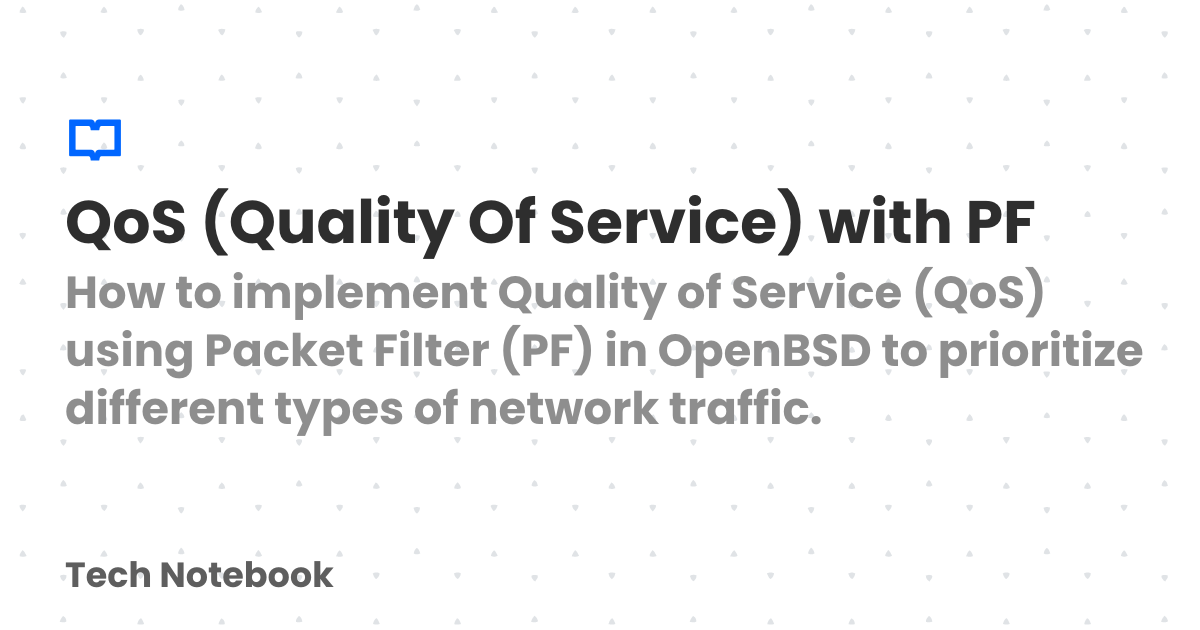 QoS (Quality Of Service) with PF
How to implement Quality of Service (QoS)
using Packet Filter (PF) in OpenBSD to prioritize
different types of network traffic.
Tech Notebook